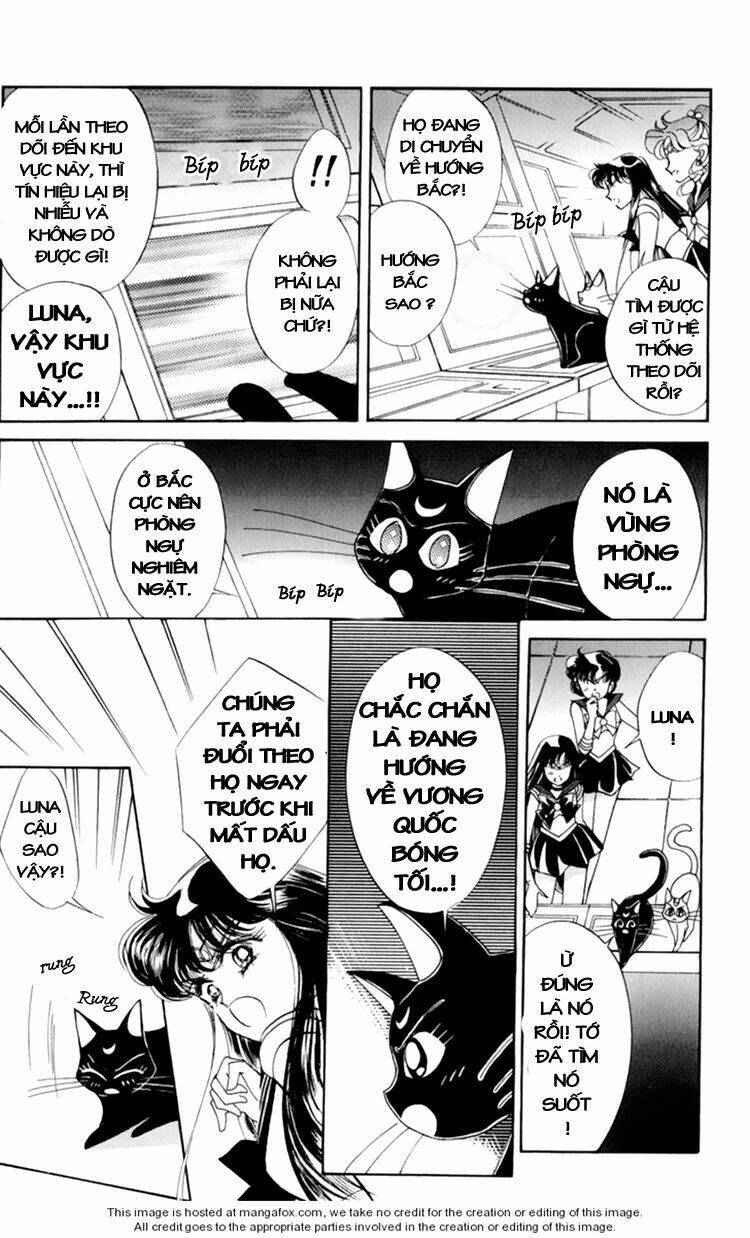 CẬU
TÌM ĐƯỢC
GÌ TỪ HỆ
THỐNG
THEO DÕI
RỒI?
HỌ ĐANG
DI CHUYỂN
VỀ HƯỚNG
BẮC?!
Bíp bíp
HƯỚNG
BẮC
SAO ?
!!
KHÔNG
PHẢI LẠI
BỊ NỮA
CHỨ?!
Bíp bíp
MỖI LẦN THEO
DÕI ĐẾN KHU
VỰC NÀY, THÌ
TÍN HIỆU LẠI BỊ
NHIỄU VÀ
KHÔNG DÒ
ĐƯỢC GÌ!
LUNA,
VẬY KHU
VỰC
NÀY...!!
NÓ LÀ
VÙNG
PHÒNG
NGỰ...
Bíp Bíp
Ở BẮC
CỰC NÊN
PHÒNG
NGỰ
NGHIÊM
NGẶT.
LUNA
!
Ừ
ĐÚNG
LÀ NÓ
RỒI! TỚ
ĐÃ TÌM
NÓ
SUỐT
!
HỌ
CHẮC CHẮN
LÀ ĐANG
HƯỚNG
VỀ VƯƠNG
QUỐC
BÓNG
TỐI...!
CHÚNG
TA PHẢI
ĐUỔI THEO
HỌ NGAY
TRƯỚC KHI
MẤT DẤU
HỌ.
LUNA
CẬU
SAO
VẬY?!
rung
Rung
This image is hosted at mangafox.com, we take no credit for the creation or editing of this image.
All credit goes to the appropriate parties involved in the creation or editing of this image.